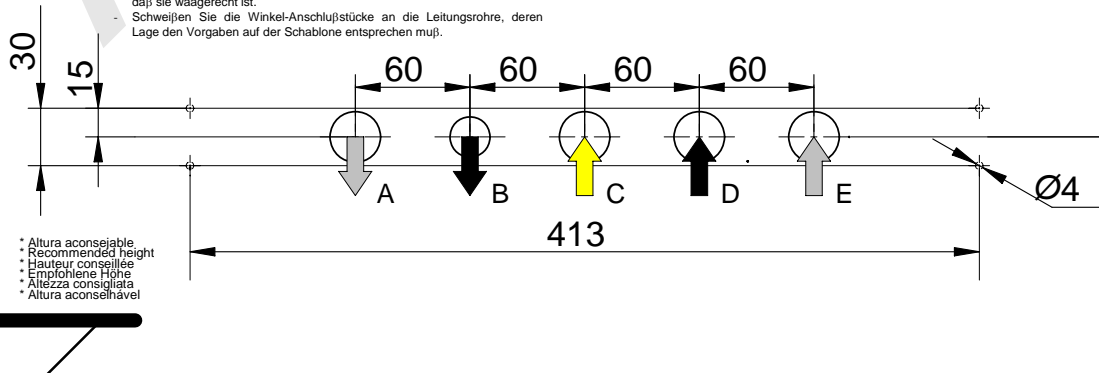 daβ sie waagerecht ist.
- Schweiβen Sie die Winkel-Anschluβstücke an die Leitungsrohre, deren
Lage den Vorgaben auf der Schablone entsprechen muβ.
30
15
60 60 60 60
A B C D E
Ø4
413
* Altura aconsejable
* Recommended height
* Hauteur conseillée
* Empfohlene Höhe
* Altezza consigliata
* Altura aconselhável